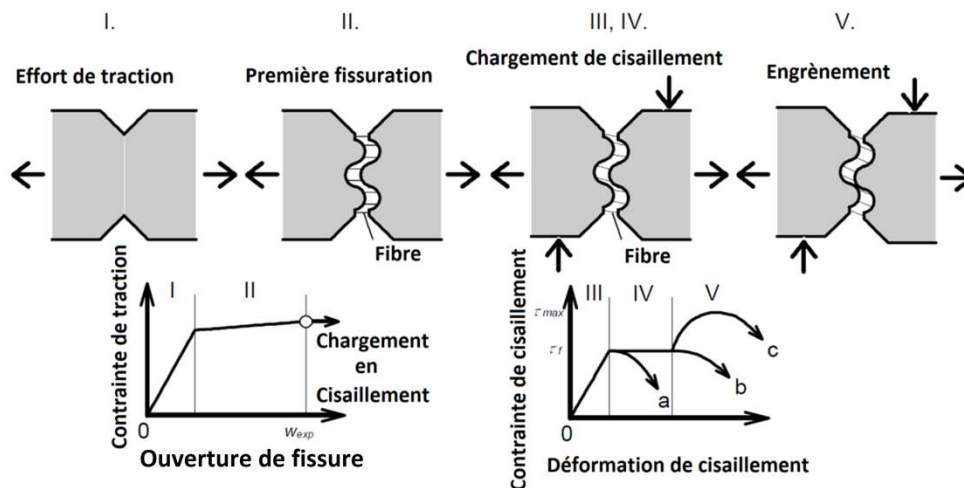 I.
II.
III, IV.
V.
Effort de traction
Première fissuration
Chargement de cisaillement
Engrènement
Fibre
Fibre
Contrainte de traction
I
II
Chargement
en
Cisaillement
0
wexp
Ouverture de fissure
Contrainte de cisaillement
τmax
τf
III
IV
V
a
b
c
0
Déformation de cisaillement